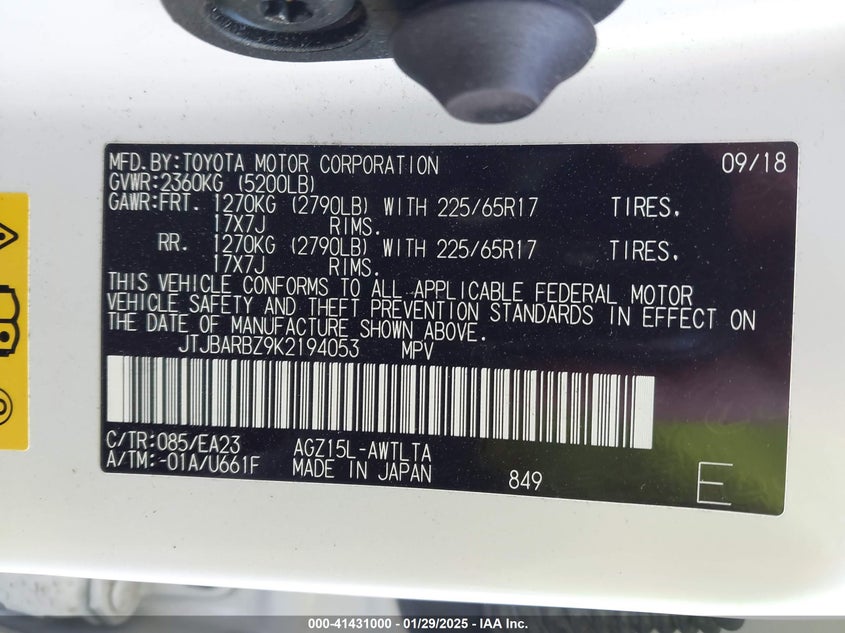 MFD.BY:TOYOTA MOTOR CORPORATION 09/18
GVWR:2360KG (5200LB)
GAWR:FRT. 1270KG (2790LB) WITH 225/65R17 TIRES.
17X7J RIMS.
RR. 1270KG (2790LB) WITH 225/65R17 TIRES.
17X7J RIMS.
THIS VEHICLE CONFORMS TO ALL APPLICABLE FEDERAL MOTOR
VEHICLE SAFETY AND THEFT PREVENTION STANDARDS IN EFFECT ON
THE DATE OF MANUFACTURE SHOWN ABOVE.
JTJBARBZ9K2194053 MPV
C/TR:085/EA23 AGZ15L-AWTLTA
A/TM:-01A/U661F MADE IN JAPAN 849 E
000-41431000 - 01/29/2025 - IAA Inc.